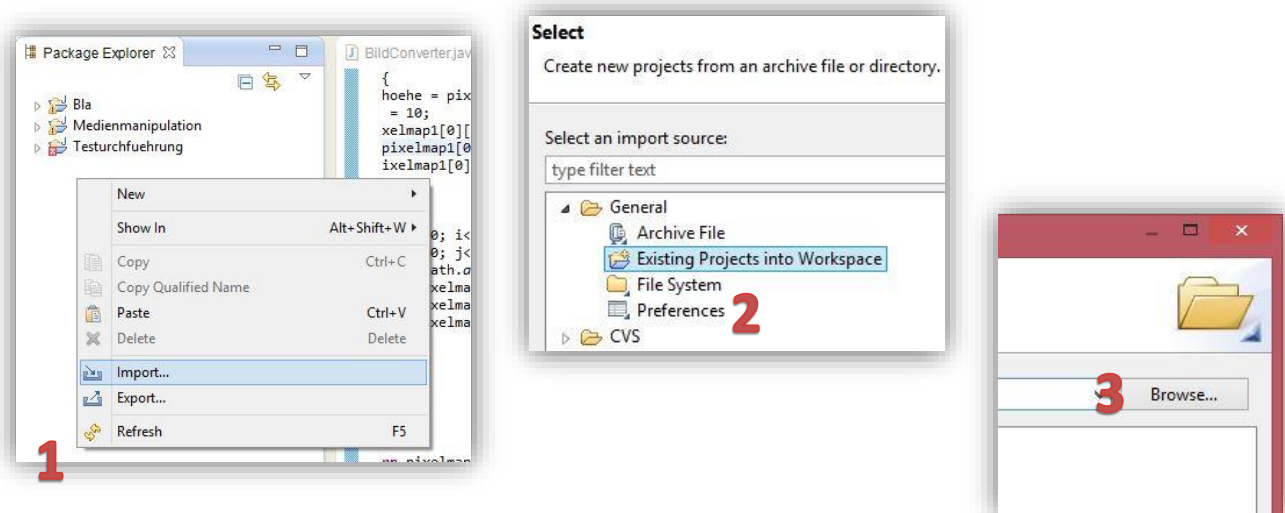 Package Explorer
Bla
Medienmanipulation
Testurchfuehrung
New
Show In Alt+Shift+W
Copy Ctrl+C
Copy Qualified Name
Paste Ctrl+V
Delete Delete
Import...
Export...
Refresh F5
1
BildConverter.jav
{
hoehe = pix
= 10;
xelmap1[0][
pixelmap1[0
ixelmap1[0]
0; i<
0; j<
ath.a
xelma
xelma
xelma
Select
Create new projects from an archive file or directory.
Select an import source:
type filter text
General
Archive File
Existing Projects into Workspace
File System
Preferences
2
CVS
3
Browse...